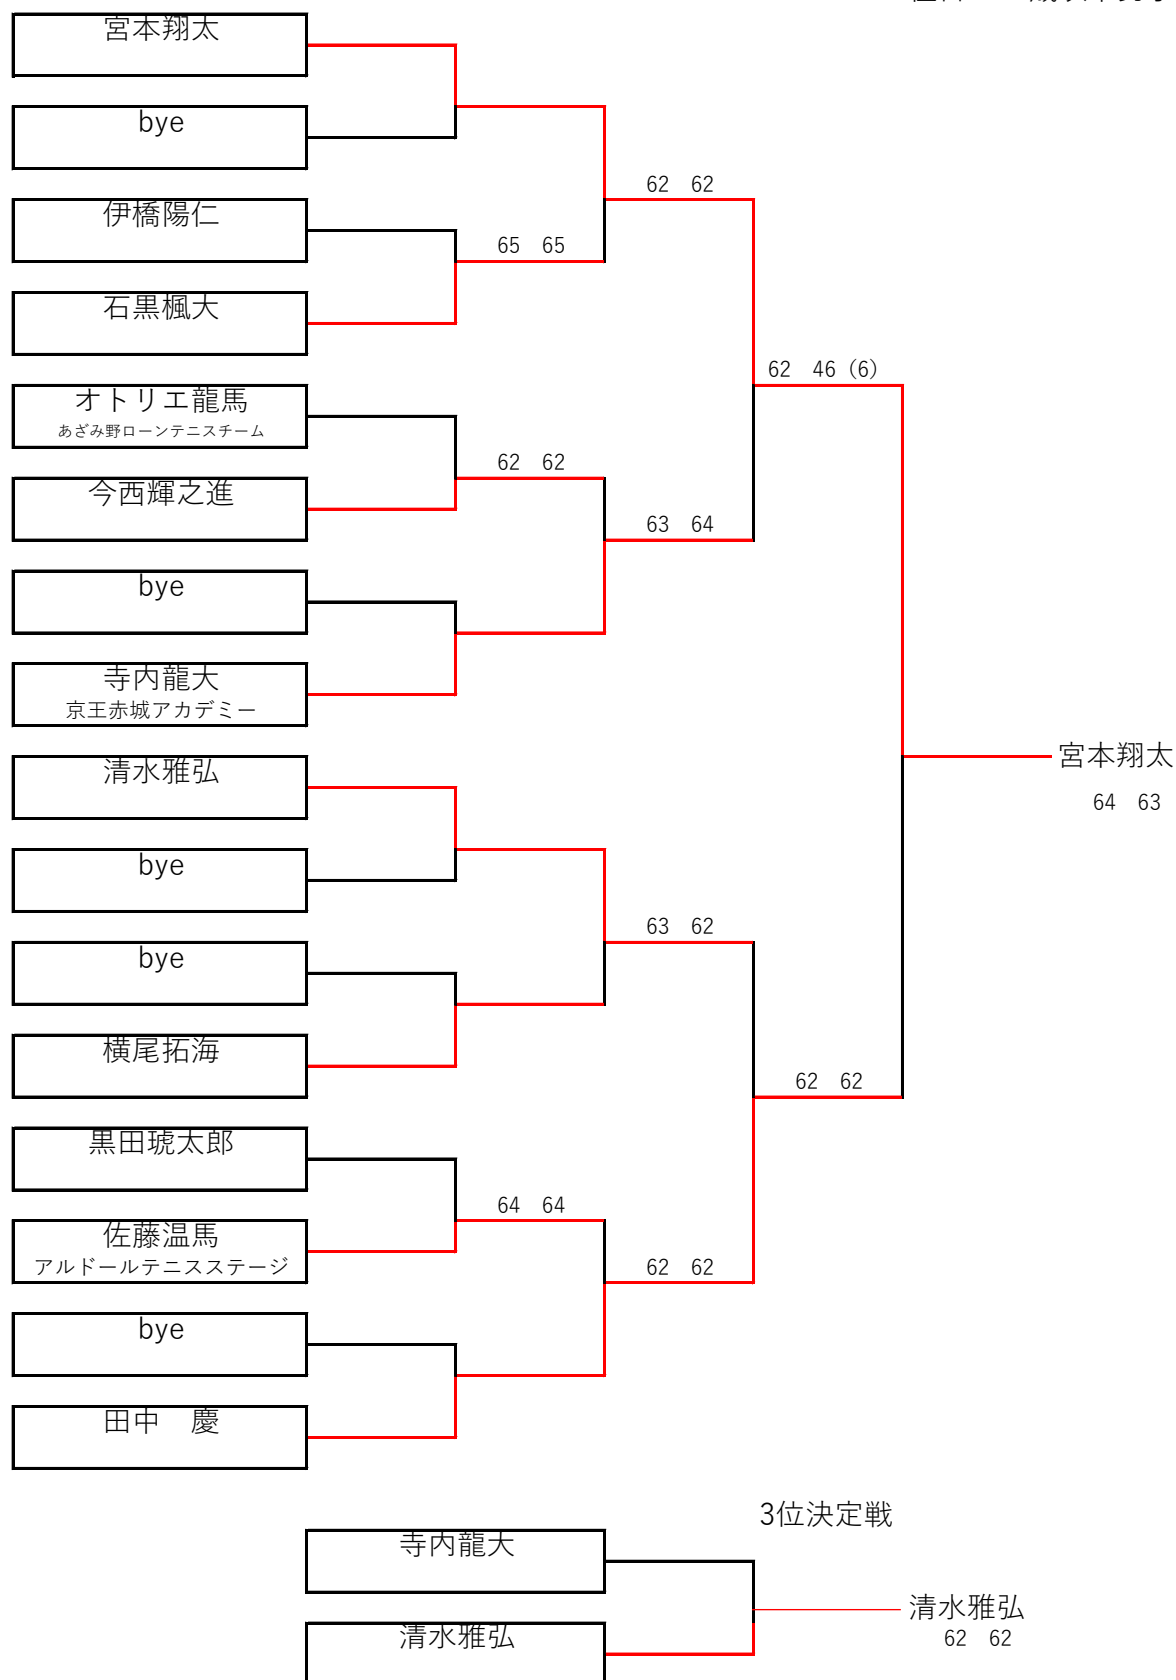 宮本翔太
bye
62 62
伊橋陽仁
65 65
石黒楓大
62 46（6）
オトリエ龍馬
あざみ野ローンテニスチーム
62 62
今西輝之進
63 64
bye
寺内龍大
京王赤城アカデミー
宮本翔太
64 63
清水雅弘
bye
63 62
bye
横尾拓海
62 62
黒田琥太郎
64 64
佐藤温馬
アルドールテニスステージ
62 62
bye
田中　慶
3位決定戦
寺内龍大
清水雅弘
62 62
清水雅弘